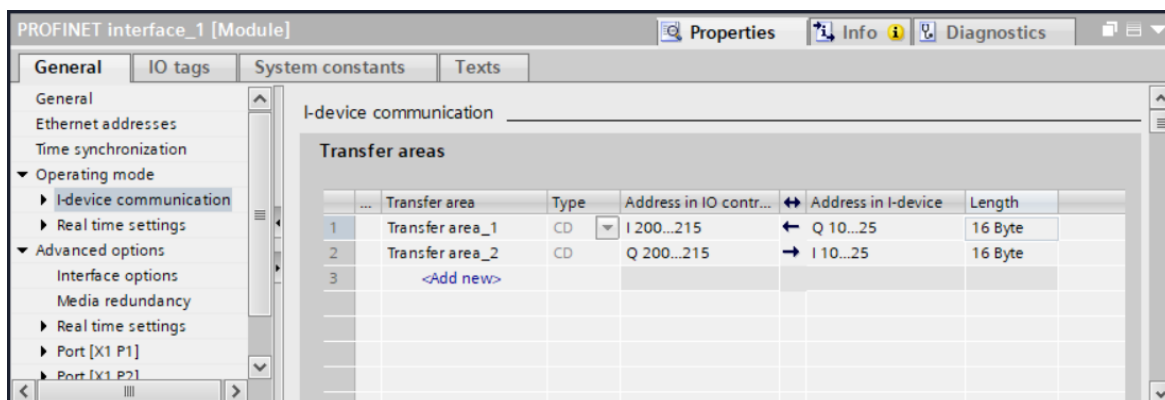 PROFINET interface_1 [Module]
Properties
Info
Diagnostics
General
IO tags
System constants
Texts
General
Ethernet addresses
Time synchronization
Operating mode
I-device communication
Real time settings
Advanced options
Interface options
Media redundancy
Real time settings
Port [X1 P1]
Port [X1 P2]
I-device communication
Transfer areas
... Transfer area Type Address in IO contr... ↔ Address in I-device Length
1 Transfer area_1 CD I 200...215 ← Q 10...25 16 Byte
2 Transfer area_2 CD Q 200...215 → I 10...25 16 Byte
3 <Add new>